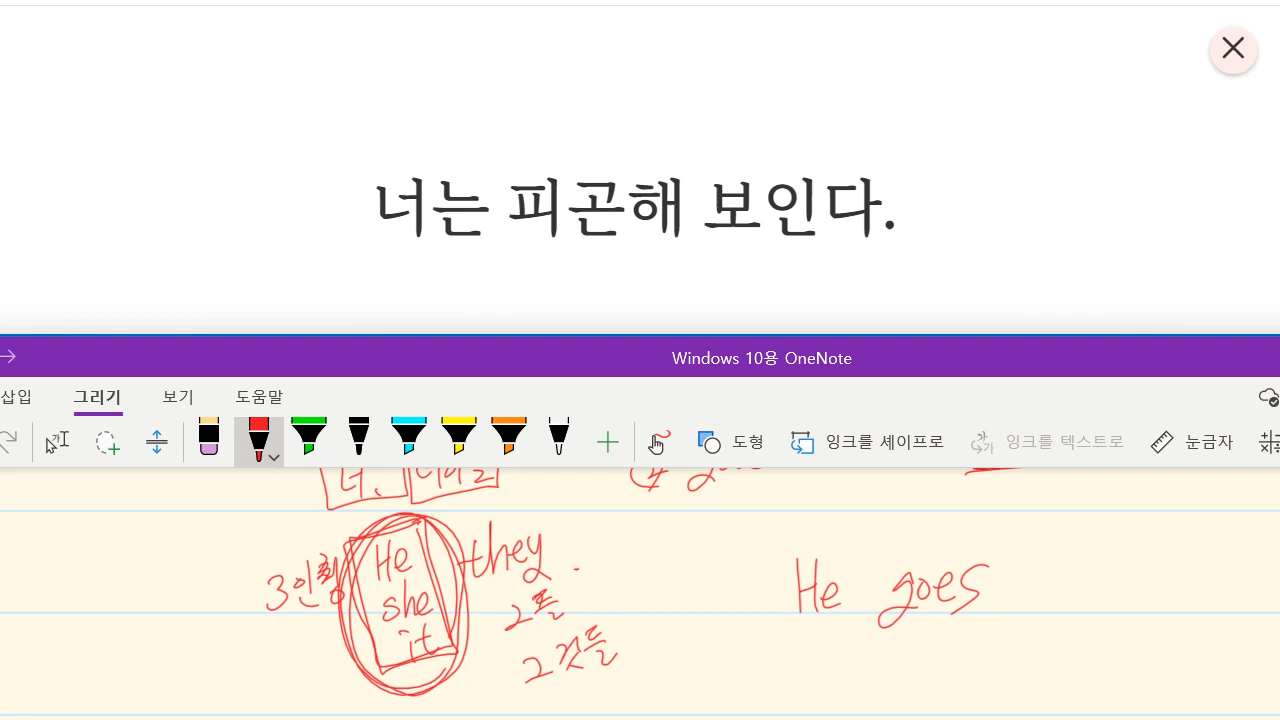 너는 피곤해 보인다.
Windows 10용 OneNote
삽입 그리기 보기 도움말
도형 잉크를 셰이프로 잉크를 텍스트로 눈금자
너.
3인칭 He they.
she 그들
it 그것들
He goes